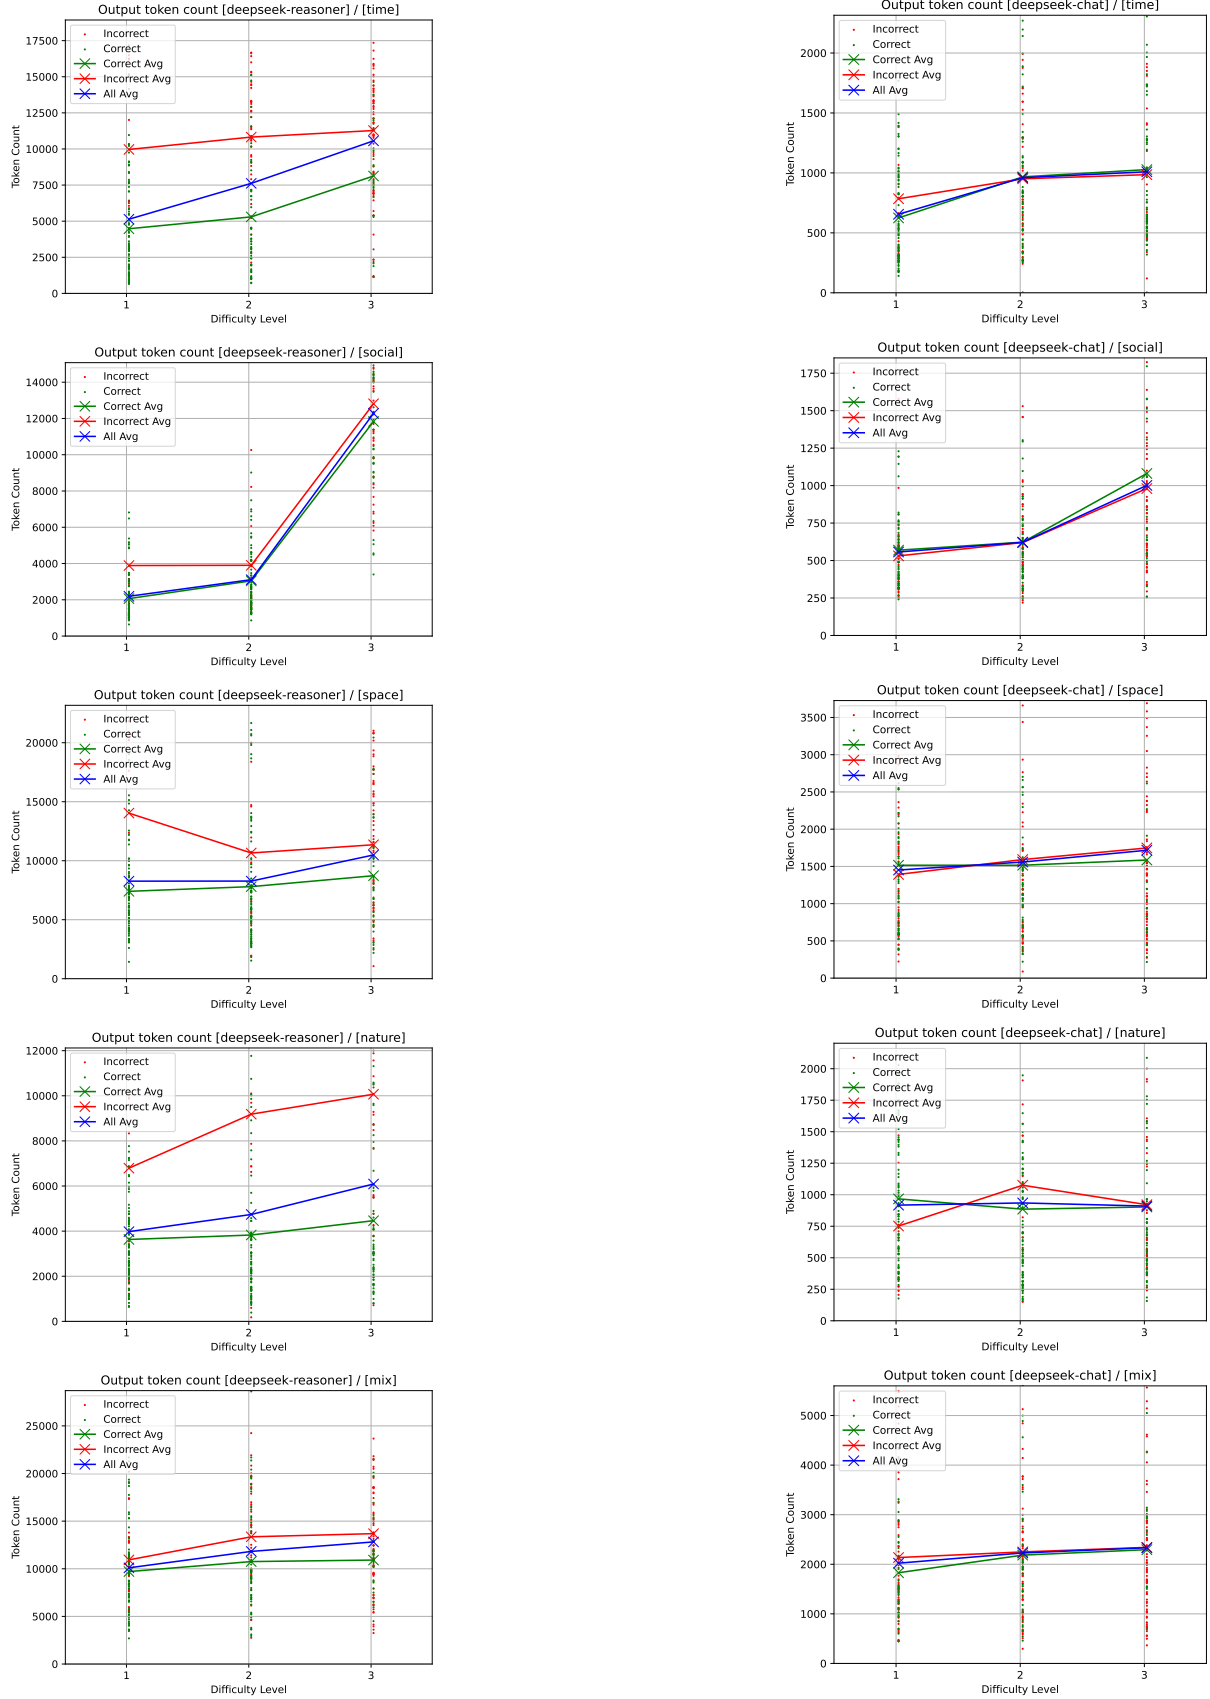 Output token count [deepseek-reasoner] / [time]
Incorrect
Correct
Correct Avg
Incorrect Avg
All Avg
Token Count
17500
15000
12500
10000
7500
5000
2500
0
1 2 3
Difficulty Level
Output token count [deepseek-chat] / [time]
Incorrect
Correct
Correct Avg
Incorrect Avg
All Avg
Token Count
2000
1500
1000
500
0
1 2 3
Difficulty Level
Output token count [deepseek-reasoner] / [social]
Incorrect
Correct
Correct Avg
Incorrect Avg
All Avg
Token Count
14000
12000
10000
8000
6000
4000
2000
0
1 2 3
Difficulty Level
Output token count [deepseek-chat] / [social]
Incorrect
Correct
Correct Avg
Incorrect Avg
All Avg
Token Count
1750
1500
1250
1000
750
500
250
0
1 2 3
Difficulty Level
Output token count [deepseek-reasoner] / [space]
Incorrect
Correct
Correct Avg
Incorrect Avg
All Avg
Token Count
20000
15000
10000
5000
0
1 2 3
Difficulty Level
Output token count [deepseek-chat] / [space]
Incorrect
Correct
Correct Avg
Incorrect Avg
All Avg
Token Count
3500
3000
2500
2000
1500
1000
500
0
1 2 3
Difficulty Level
Output token count [deepseek-reasoner] / [nature]
Incorrect
Correct
Correct Avg
Incorrect Avg
All Avg
Token Count
12000
10000
8000
6000
4000
2000
0
1 2 3
Difficulty Level
Output token count [deepseek-chat] / [nature]
Incorrect
Correct
Correct Avg
Incorrect Avg
All Avg
Token Count
2000
1750
1500
1250
1000
750
500
250
0
1 2 3
Difficulty Level
Output token count [deepseek-reasoner] / [mix]
Incorrect
Correct
Correct Avg
Incorrect Avg
All Avg
Token Count
25000
20000
15000
10000
5000
0
1 2 3
Difficulty Level
Output token count [deepseek-chat] / [mix]
Incorrect
Correct
Correct Avg
Incorrect Avg
All Avg
Token Count
5000
4000
3000
2000
1000
0
1 2 3
Difficulty Level